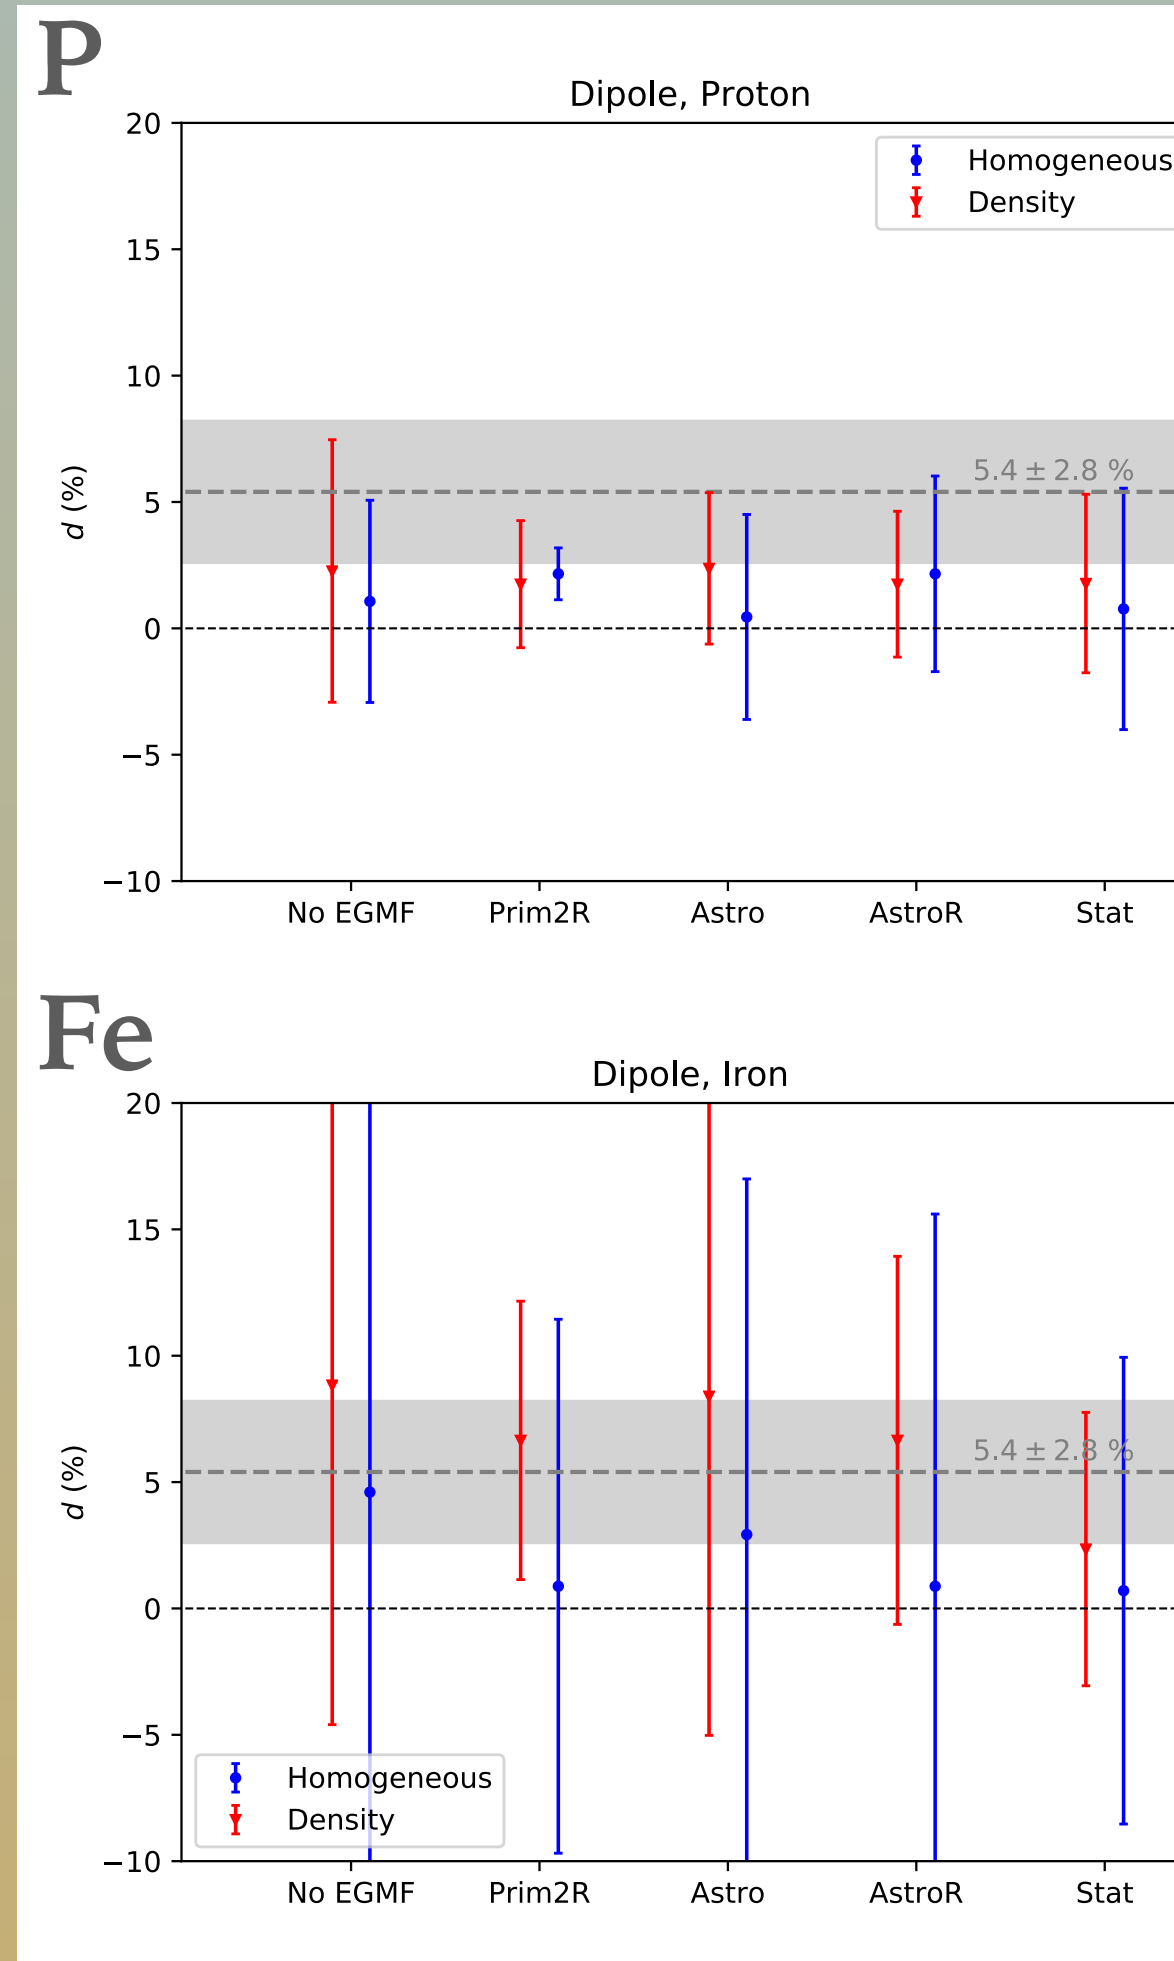 P
Dipole, Proton
20
15
10
5
0
−5
−10
d (%)
Homogeneous
Density
5.4 ± 2.8 %
No EGMF Prim2R Astro AstroR Stat
Fe
Dipole, Iron
20
15
10
5
0
−5
−10
d (%)
5.4 ± 2.8 %
Homogeneous
Density
No EGMF Prim2R Astro AstroR Stat